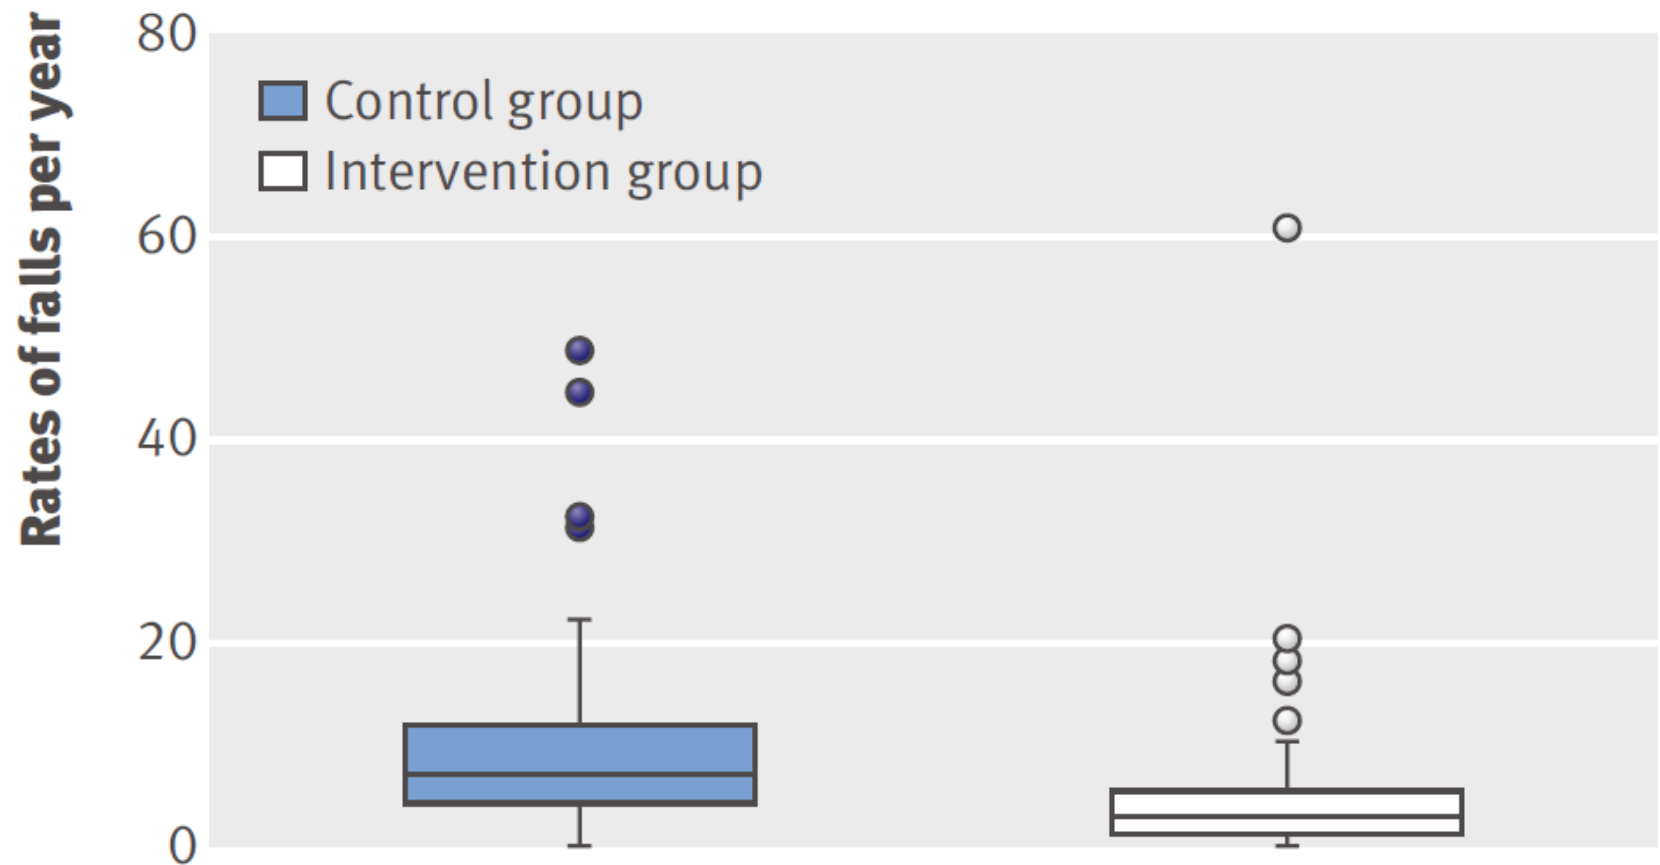 Rates of falls per year
80
60
40
20
0
Control group
Intervention group